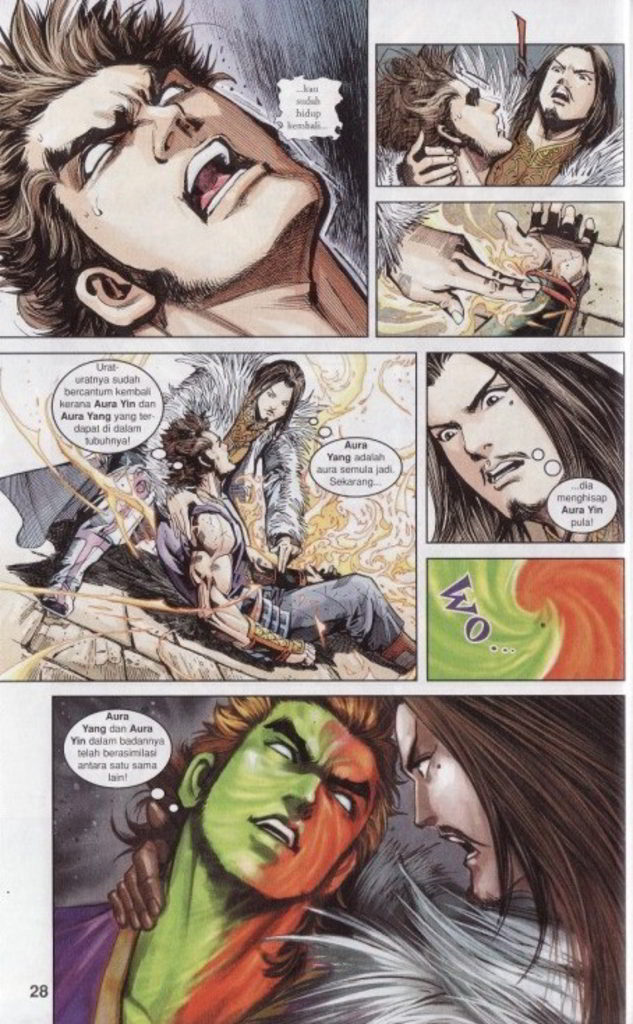 ...kau
sudah
hidup
kembali...
Urat-
uratnya sudah
bercantum kembali
kerana Aura Yin dan
Aura Yang yang ter-
dapat di dalam
tubuhnya!
Aura
Yang adalah
aura semula jadi.
Sekarang...
...dia
menghisap
Aura Yin
pula!
WO...
Aura
Yang dan Aura
Yin dalam badannya
telah berasimilasi
antara satu sama
lain!
28